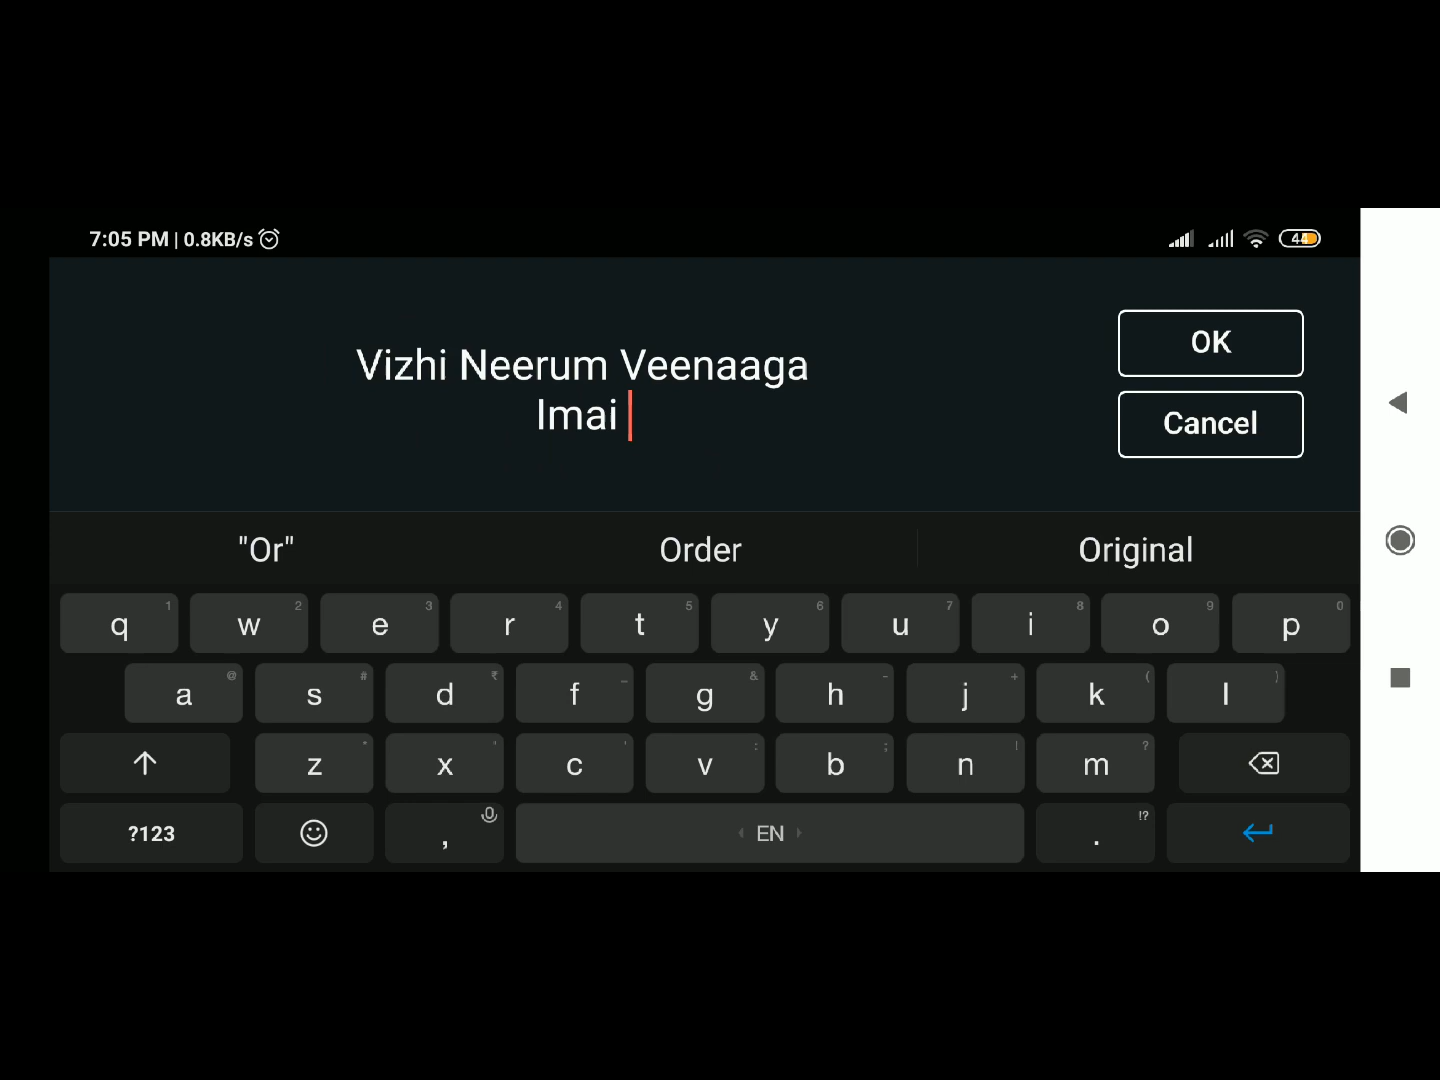 7:05 PM | 0.8KB/s
44
Vizhi Neerum Veenaaga
Imai
OK
Cancel
"Or" Order Original
q 1 w 2 e 3 r 4 t 5 y 6 u 7 i 8 o 9 p 0
a @ s # d ₹ f _ g & h - j + k ( l )
z * x ' c ' v : b ; n ! m ?
?123 , EN . !?